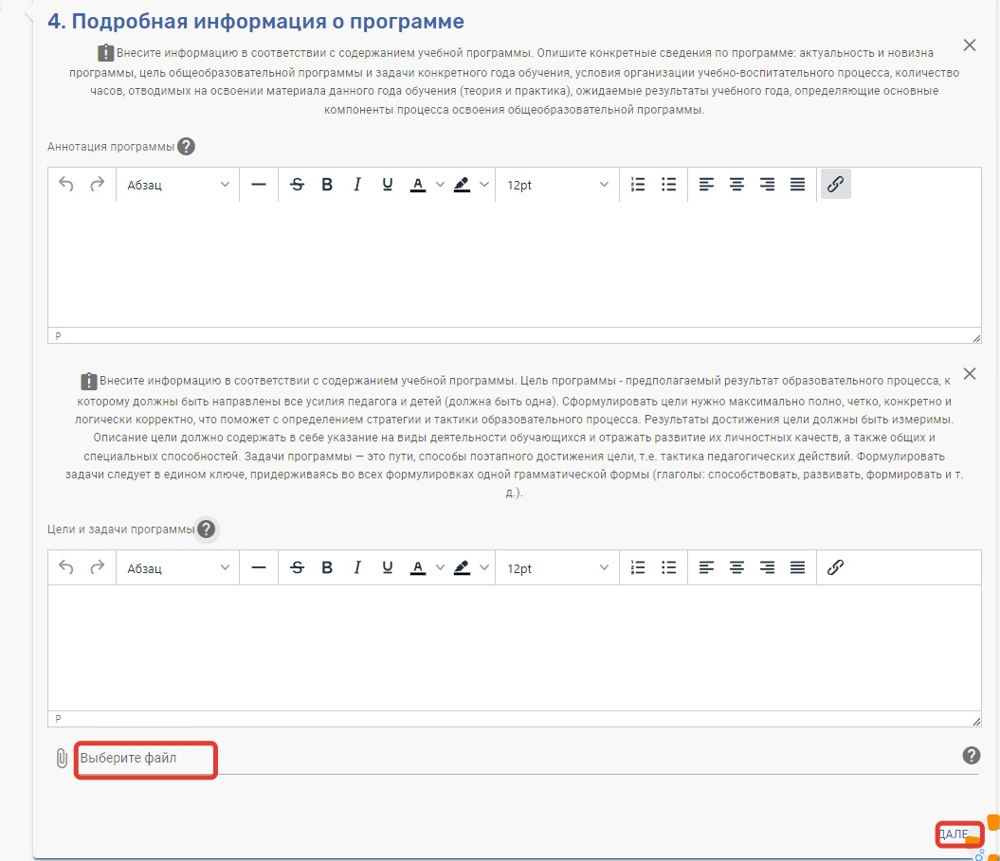 4. Подробная информация о программе
Внесите информацию в соответствии с содержанием учебной программы. Опишите конкретные сведения по программе: актуальность и новизна
программы, цель общеобразовательной программы и задачи конкретного года обучения, условия организации учебно-воспитательного процесса, количество
часов, отводимых на освоении материала данного года обучения (теория и практика), ожидаемые результаты учебного года, определяющие основные
компоненты процесса освоения общеобразовательной программы.
Аннотация программы
Абзац 12pt
P
Внесите информацию в соответствии с содержанием учебной программы. Цель программы - предполагаемый результат образовательного процесса, к
которому должны быть направлены все усилия педагога и детей (должна быть одна). Сформулировать цели нужно максимально полно, четко, конкретно и
логически корректно, что поможет с определением стратегии и тактики образовательного процесса. Результаты достижения цели должны быть измеримы.
Описание цели должно содержать в себе указание на виды деятельности обучающихся и отражать развитие их личностных качеств, а также общих и
специальных способностей. Задачи программы — это пути, способы поэтапного достижения цели, т.е. тактика педагогических действий. Формулировать
задачи следует в едином ключе, придерживаясь во всех формулировках одной грамматической формы (глаголы: способствовать, развивать, формировать и т.
д.).
Цели и задачи программы
Абзац 12pt
P
Выберите файл
ДАЛЕ